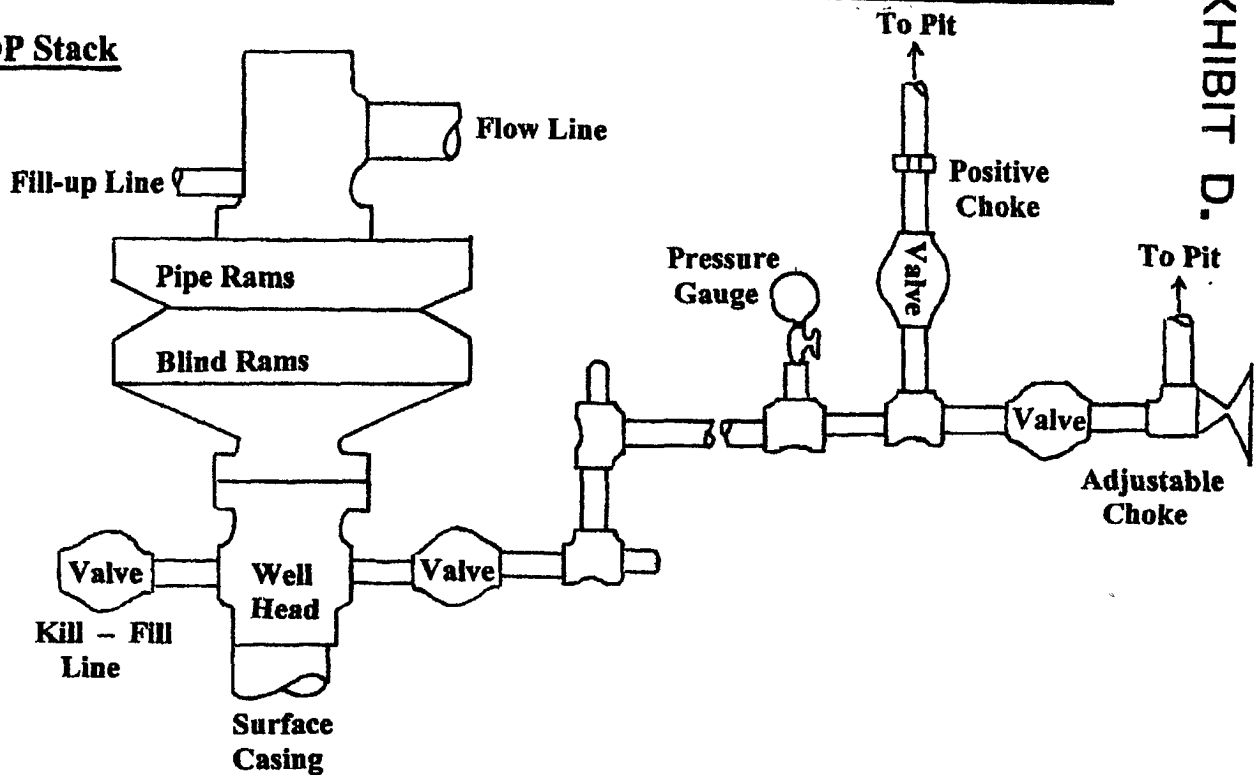 To Pit
Stack
Flow Line
Fill-up Line
Positive
Choke
Pipe Rams
Pressure
Gauge
Valve
To Pit
Blind Rams
Valve
Adjustable
Choke
Valve
Well
Head
Valve
Kill – Fill
Line
Surface
Casing
D.